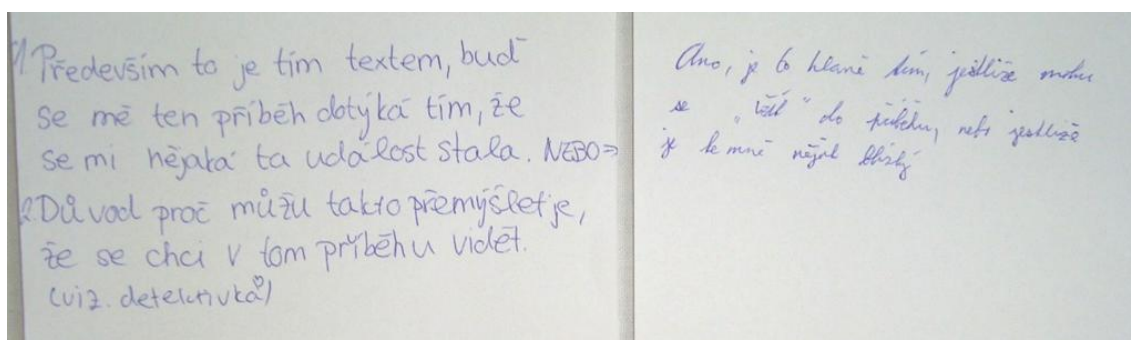 1) Především to je tím textem, buď
se mě ten příběh dotýká tím, že
se mi nějaká ta událost stala. NEBO⇒
2. Důvod proč můžu takto přemýšlet je,
že se chci v tom příběhu vidět.
(viz. detektivka)
Ano, je to hlavně tím, jestliže mohu
se „vžít" do příběhu, nebo jestliže
je ke mně nějak blízký